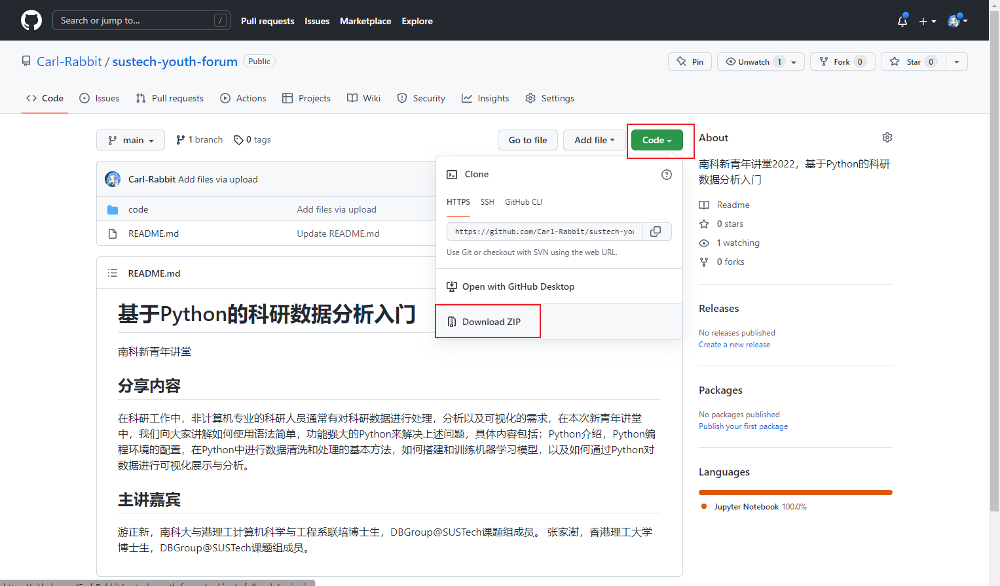 Search or jump to... /
Pull requests Issues Marketplace Explore
Carl-Rabbit / sustech-youth-forum Public
Pin Unwatch 1 Fork 0 Star 0
Code Issues Pull requests Actions Projects Wiki Security Insights Settings
main 1 branch 0 tags Go to file Add file Code
Carl-Rabbit Add files via upload
code Add files via upload
README.md Update README.md
Clone
HTTPS SSH GitHub CLI
https://github.com/Carl-Rabbit/sustech-you
Use Git or checkout with SVN using the web URL.
Open with GitHub Desktop
Download ZIP
README.md
基于Python的科研数据分析入门
南科新青年讲堂
分享内容
在科研工作中，非计算机专业的科研人员通常有对科研数据进行处理，分析以及可视化的需求，在本次新青年讲堂
中，我们向大家讲解如何使用语法简单，功能强大的Python来解决上述问题，具体内容包括：Python介绍，Python编
程环境的配置，在Python中进行数据清洗和处理的基本方法，如何搭建和训练机器学习模型，以及如何通过Python对
数据进行可视化展示与分析。
主讲嘉宾
游正新，南科大与港理工计算机科学与工程系联培博士生，DBGroup@SUSTech课题组成员。 张家澍，香港理工大学
博士生，DBGroup@SUSTech课题组成员。
About
南科新青年讲堂2022，基于Python的科研
数据分析入门
Readme
0 stars
1 watching
0 forks
Releases
No releases published
Create a new release
Packages
No packages published
Publish your first package
Languages
Jupyter Notebook 100.0%